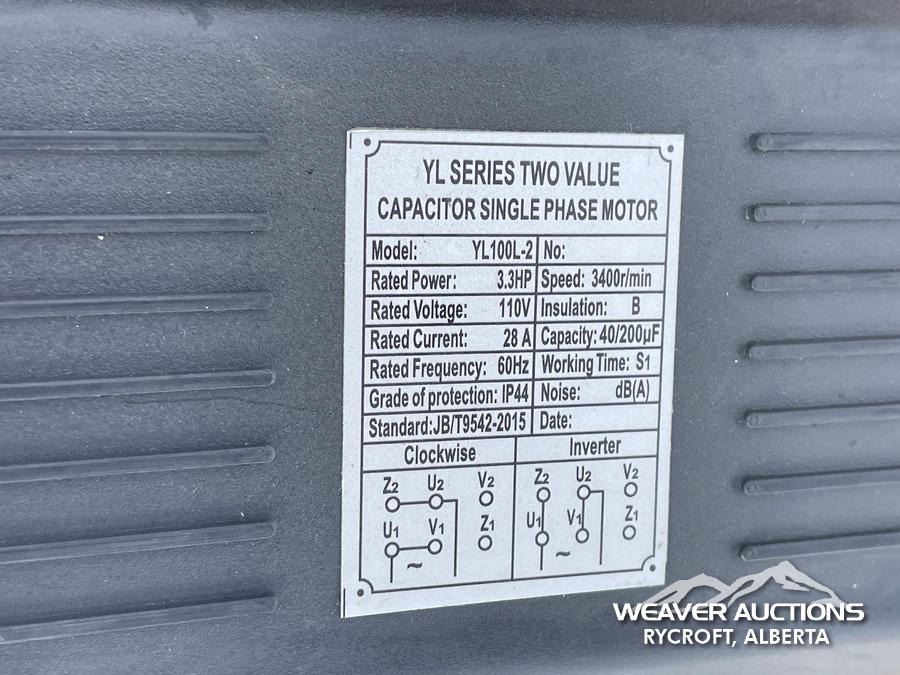 YL SERIES TWO VALUE
CAPACITOR SINGLE PHASE MOTOR
Model: YL100L-2 No:
Rated Power: 3.3HP Speed: 3400r/min
Rated Voltage: 110V Insulation: B
Rated Current: 28 A Capacity: 40/200μF
Rated Frequency: 60Hz Working Time: S1
Grade of protection: IP44 Noise: dB(A)
Standard:JB/T9542-2015 Date:
Clockwise Inverter
Z2 U2 V2 Z2 U2 V2
U1 V1 Z1 U1 V1 Z1
~ ~
WEAVER AUCTIONS
RYCROFT, ALBERTA